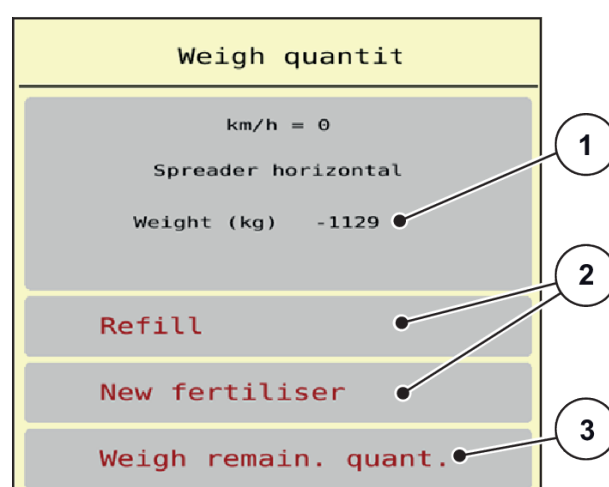 Weigh quantit
km/h = 0
Spreader horizontal
Weight (kg) -1129
1
Refill
2
New fertiliser
Weigh remain. quant.
3